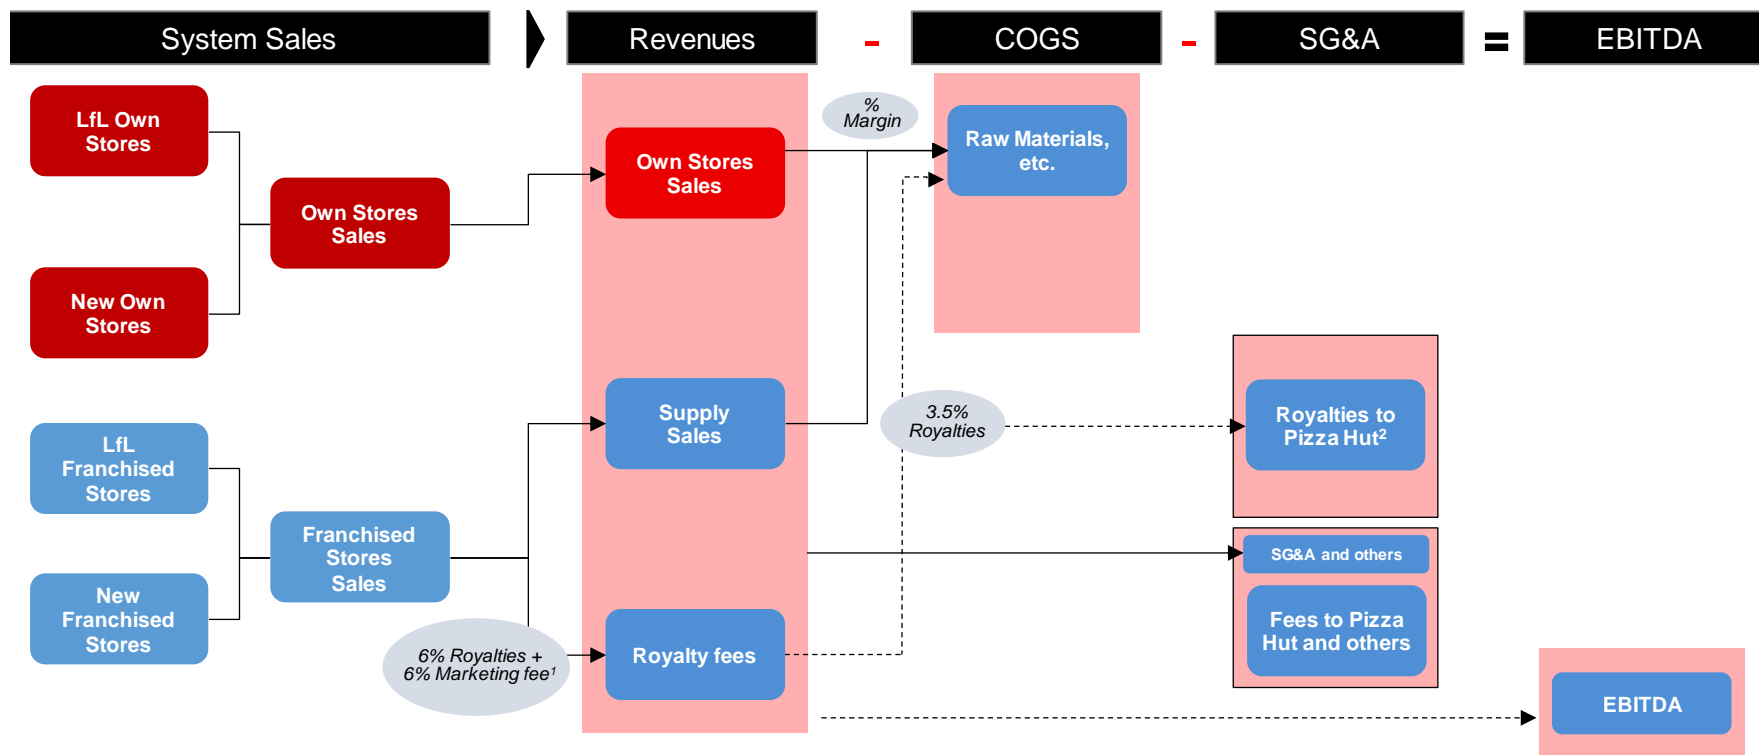 System Sales
Revenues
-
COGS
-
SG&A
=
EBITDA
LfL Own
Stores
New Own
Stores
Own Stores
Sales
LfL
Franchised
Stores
New
Franchised
Stores
Franchised
Stores
Sales
6% Royalties +
6% Marketing fee¹
Own Stores
Sales
Supply
Sales
Royalty fees
%
Margin
Raw Materials,
etc.
3.5%
Royalties
Royalties to
Pizza Hut²
SG&A and others
Fees to Pizza
Hut and others
EBITDA